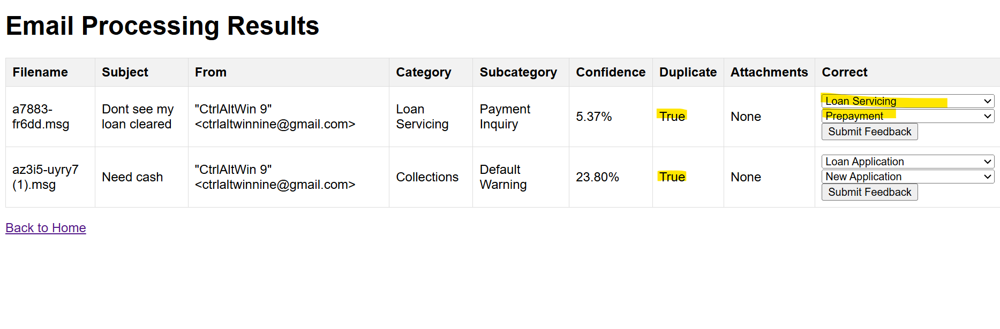 Email Processing Results
Filename Subject From Category Subcategory Confidence Duplicate Attachments Correct
a7883-
fr6dd.msg
Dont see my
loan cleared
"CtrlAltWin 9"
<ctrlaltwinnine@gmail.com>
Loan
Servicing
Payment
Inquiry
5.37%
True
None
Loan Servicing
Prepayment
Submit Feedback
az3i5-uyry7
(1).msg
Need cash
"CtrlAltWin 9"
<ctrlaltwinnine@gmail.com>
Collections
Default
Warning
23.80%
True
None
Loan Application
New Application
Submit Feedback
Back to Home